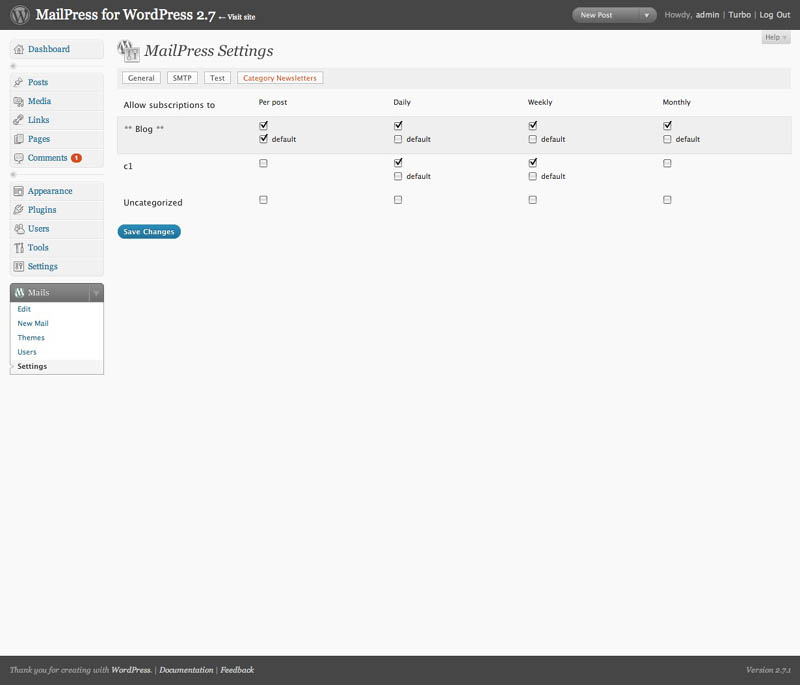 MailPress for WordPress 2.7 ← Visit site
New Post
Howdy, admin | Turbo | Log Out
Help
Dashboard
Posts
Media
Links
Pages
Comments 1
Appearance
Plugins
Users
Tools
Settings
Mails
Edit
New Mail
Themes
Users
Settings
MailPress Settings
General SMTP Test Category Newsletters
Allow subscriptions to Per post Daily Weekly Monthly
** Blog **
default default default default
c1
default default
Uncategorized
Save Changes
Thank you for creating with WordPress. | Documentation | Feedback
Version 2.7.1